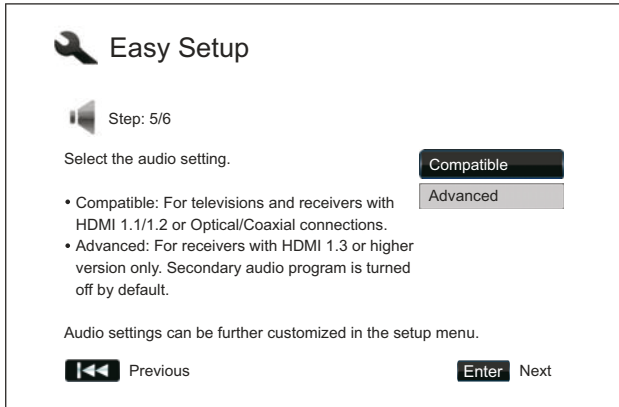 Easy Setup
Step: 5/6
Select the audio setting.
Compatible
Advanced
• Compatible: For televisions and receivers with
HDMI 1.1/1.2 or Optical/Coaxial connections.
• Advanced: For receivers with HDMI 1.3 or higher
version only. Secondary audio program is turned
off by default.
Audio settings can be further customized in the setup menu.
Previous
Enter Next